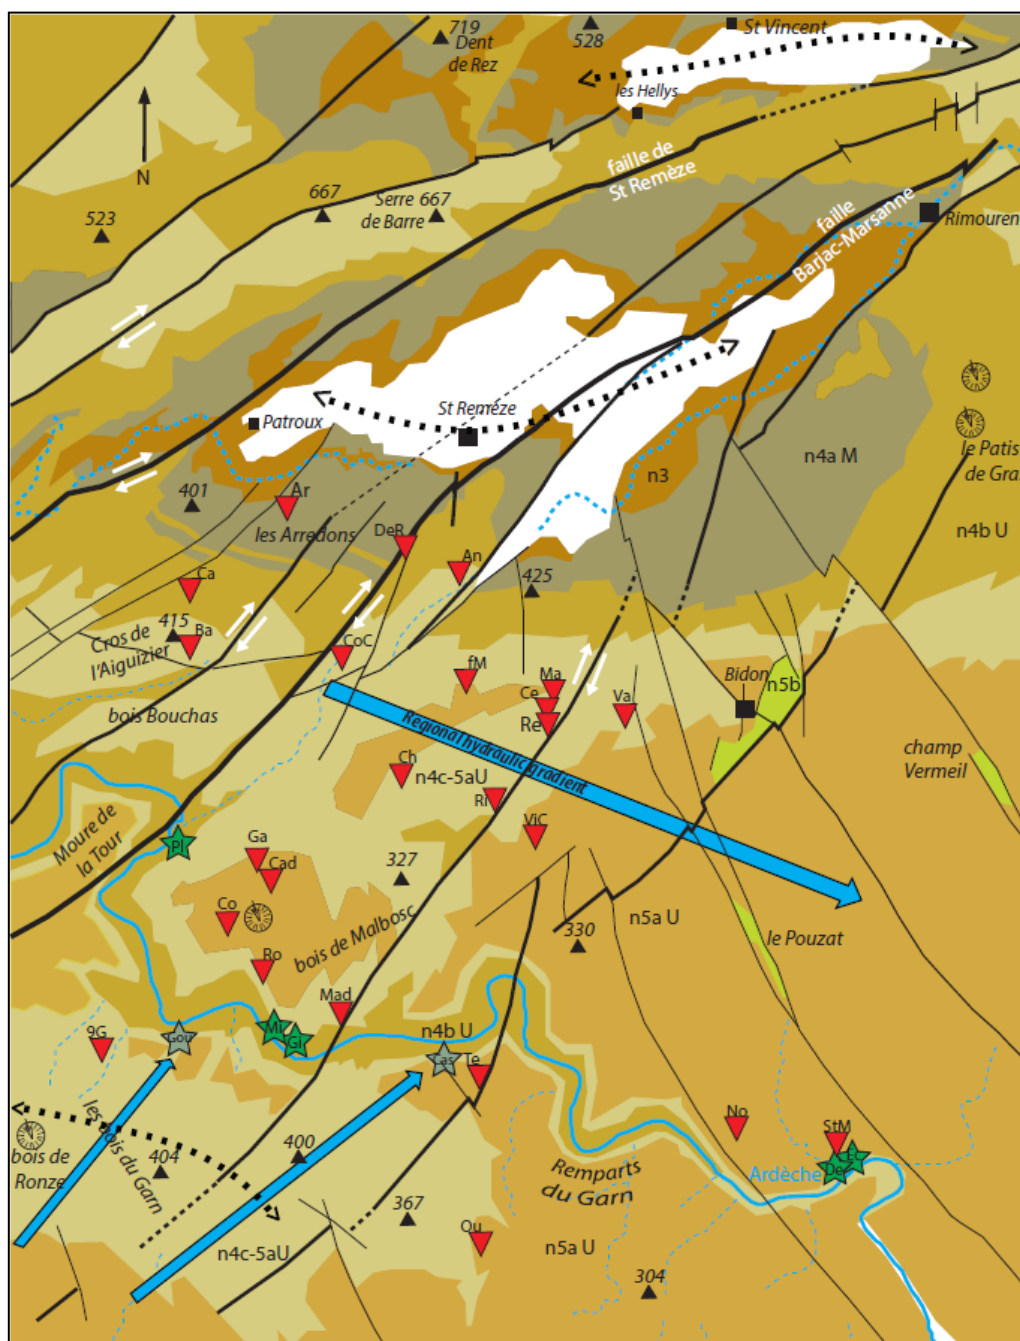 719
Dent
de Rez
528
St Vincent
les Hellys
N
faille de
St Remèze
667
Serre 667
de Barre
523
faille
Barjac-Marsanne
Rimouren
Patroux
St Remèze
401
Ar
les Arredons
DeR
An
n3
n4a M
le Patis
de Gra
n4b U
Ca
425
415
Ba
Cros de
l'Aiguizier
CoC
fM
Ma
Ce
Re
Va
Bidon
n5b
bois Bouchas
Regional hydraulic gradient
champ
Vermeil
Ch
n4c-5aU
Ri
ViC
Moure de
la Tour
Pl
Ga
Cad
327
Co
bois de Malbosc
n5a U
330
le Pouzat
Ro
Mad
9G
Gou
Mi
Gl
n4b U
Cas
Te
No
StM
De
Ardèche
bois de
Ronze
les bois du Garn
404
400
Remparts
du Garn
367
Qu
n4c-5aU
n5a U
304